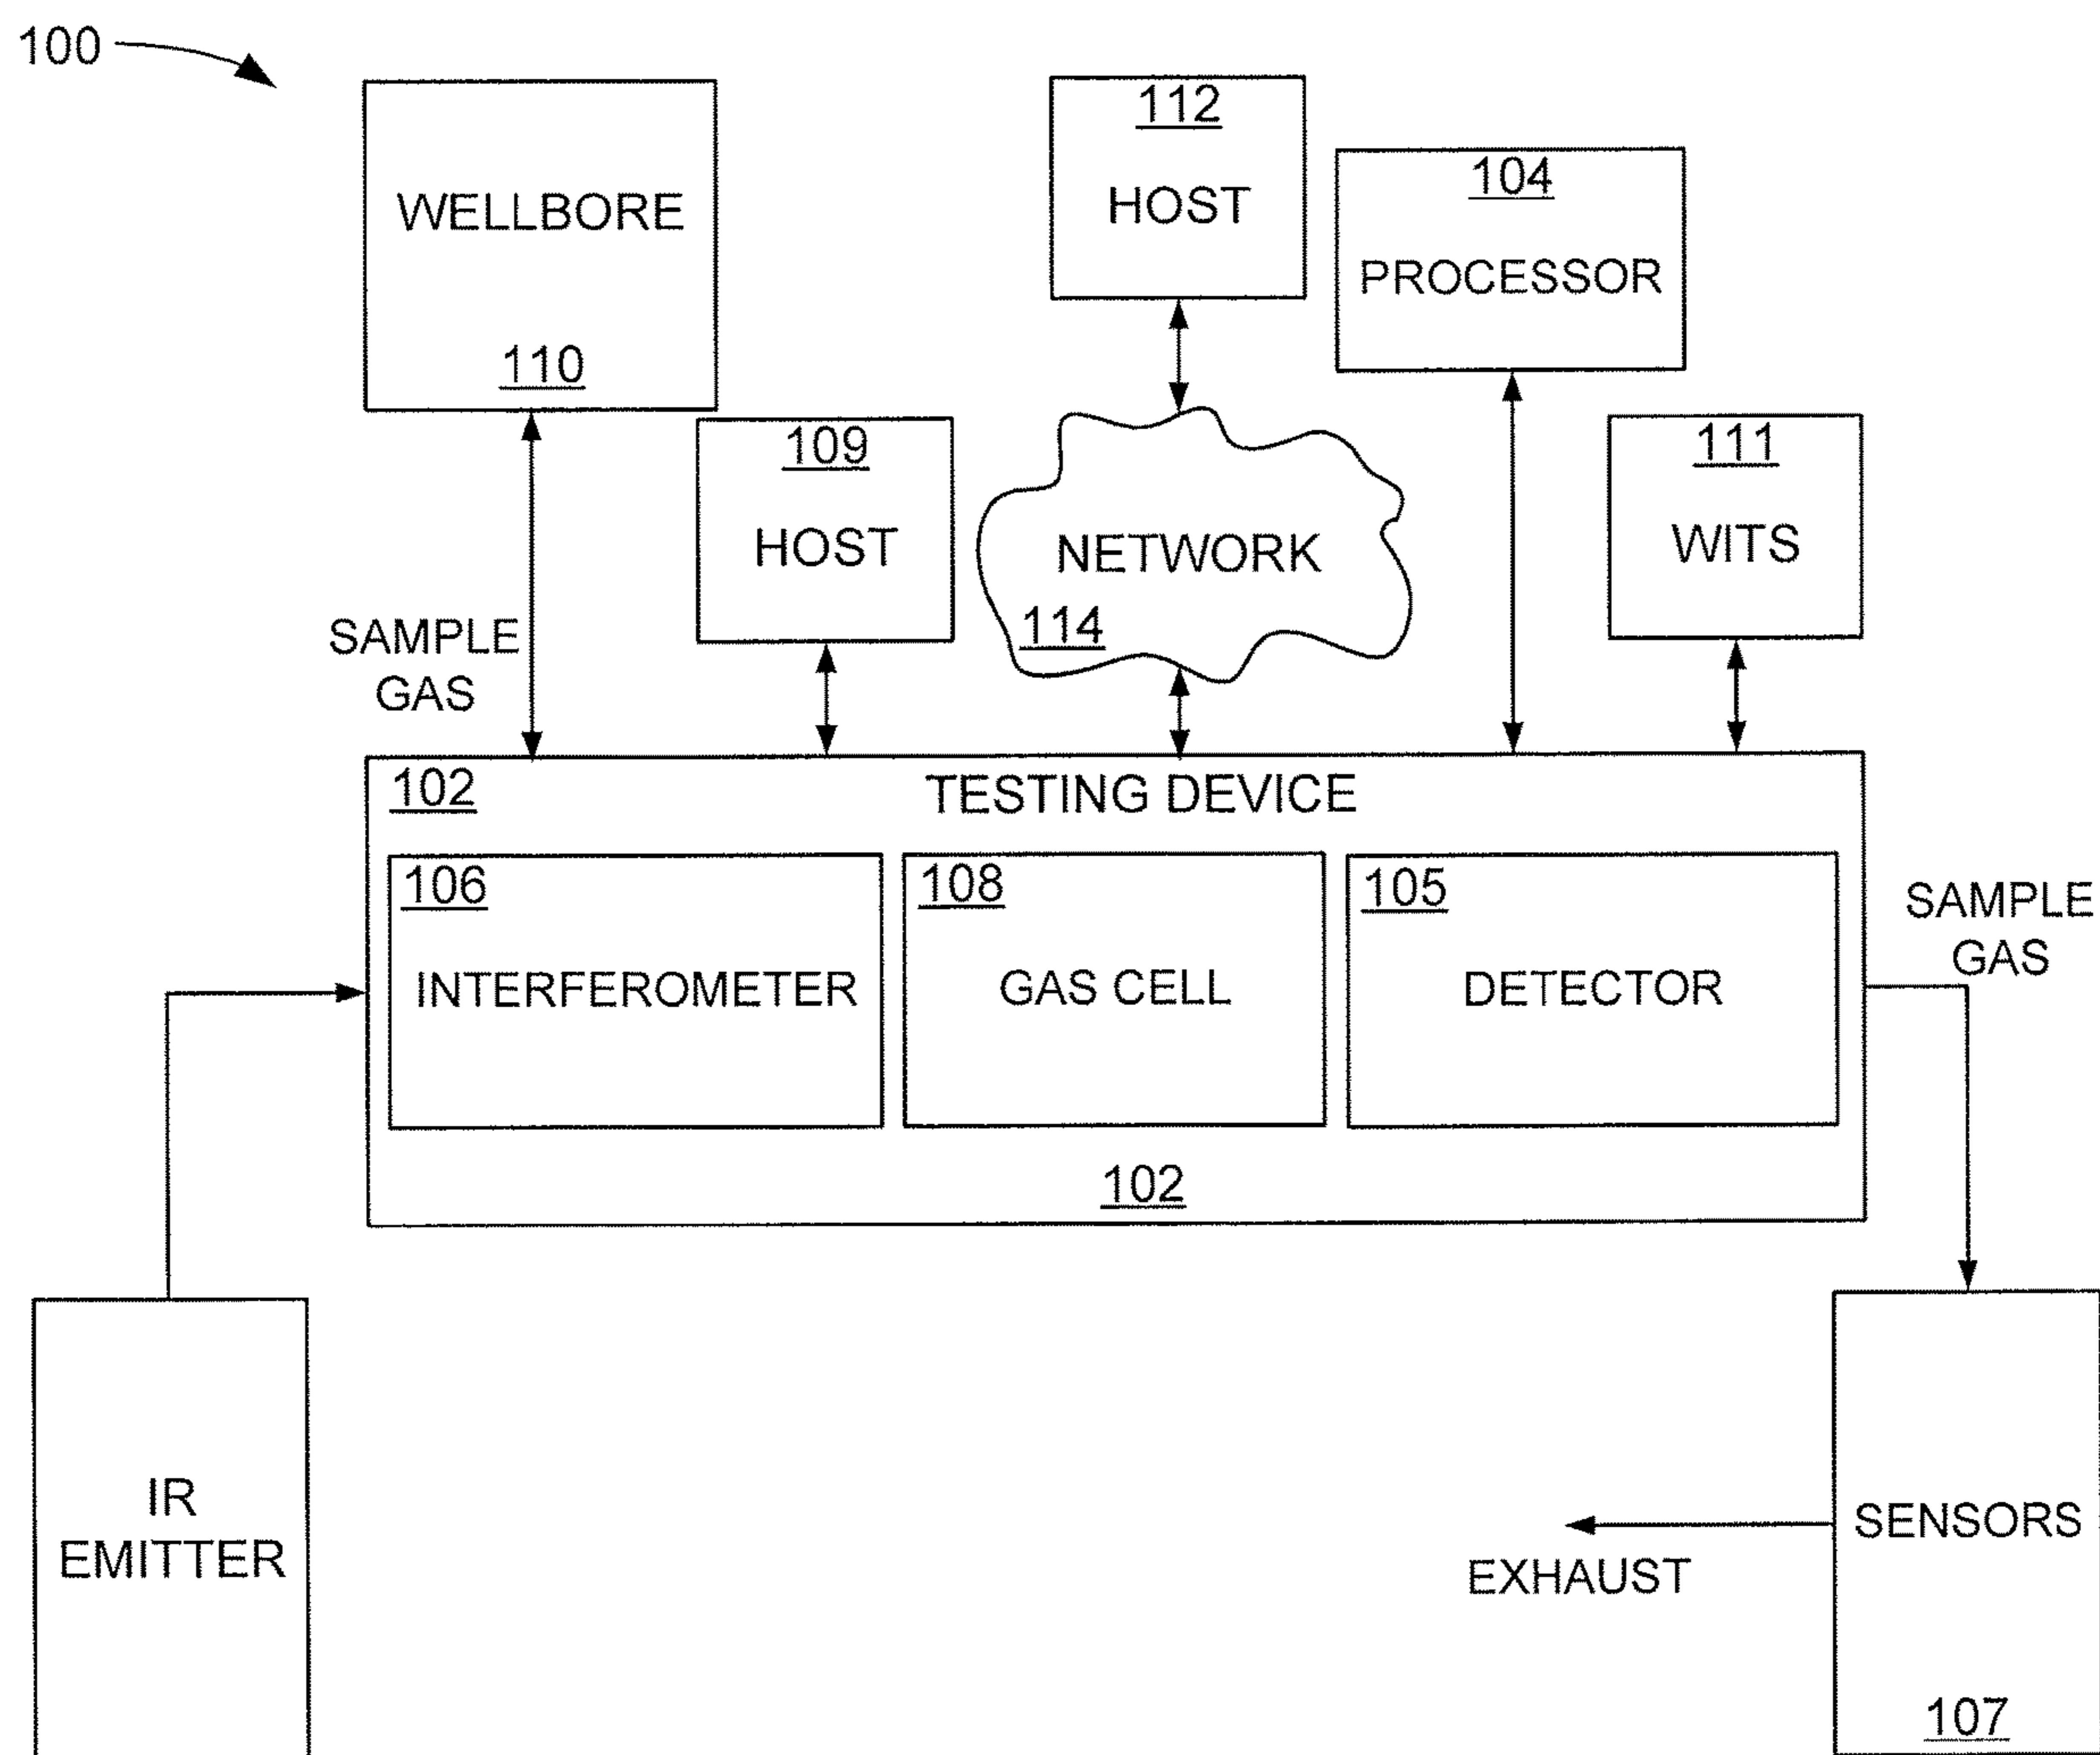 100
WELLBORE
110
112
HOST
104
PROCESSOR
109
HOST
NETWORK
114
111
WITS
SAMPLE
GAS
102
TESTING DEVICE
106
INTERFEROMETER
108
GAS CELL
105
DETECTOR
102
SAMPLE
GAS
IR
EMITTER
SENSORS
107
EXHAUST